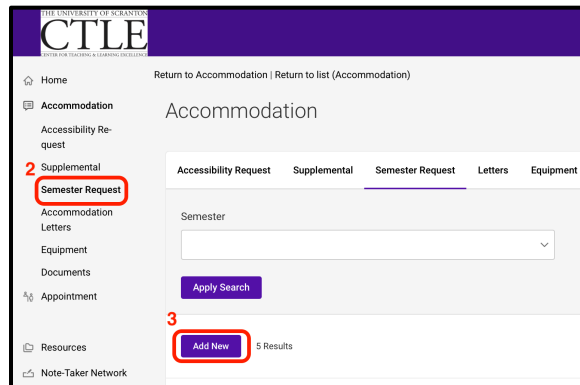 THE UNIVERSITY OF SCRANTON
CTLE
CENTER FOR TEACHING & LEARNING EXCELLENCE
Home
Accommodation
Accessibility Re-
quest
2 Supplemental
Semester Request
Accommodation
Letters
Equipment
Documents
Appointment
Resources
Note-Taker Network
Return to Accommodation | Return to list (Accommodation)
Accommodation
Accessibility Request Supplemental Semester Request Letters Equipment
Semester
Apply Search
3
Add New 5 Results